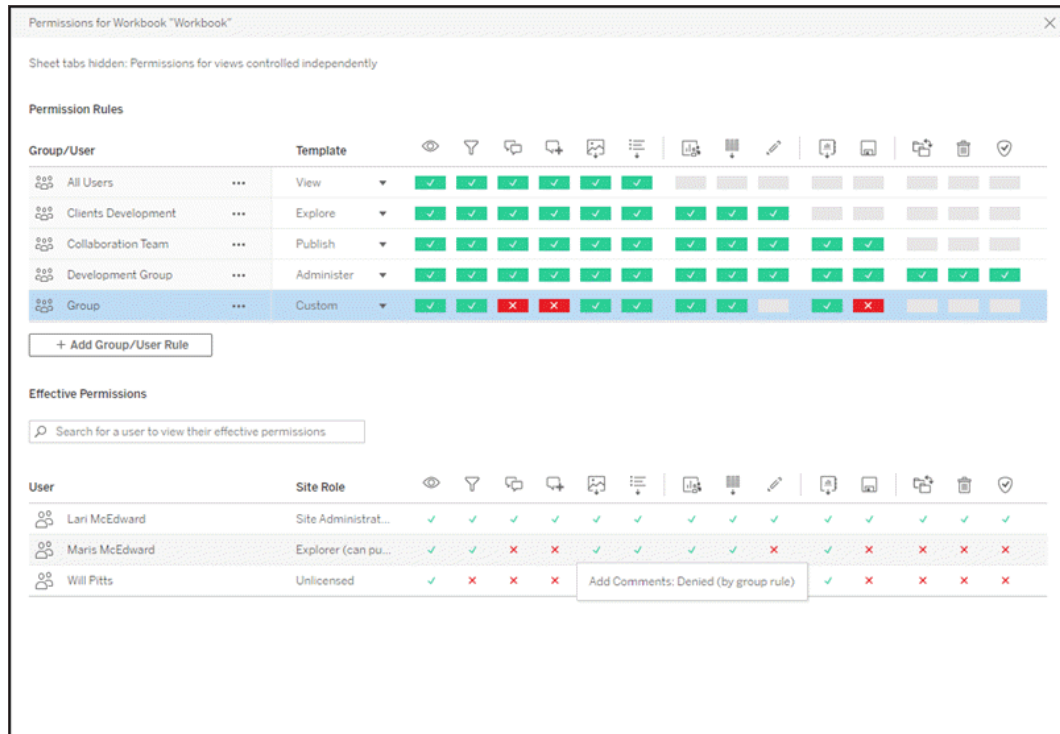 Permissions for Workbook "Workbook"
Sheet tabs hidden: Permissions for views controlled independently
Permission Rules
Group/User Template
All Users ••• View
Clients Development ••• Explore
Collaboration Team ••• Publish
Development Group ••• Administer
Group ••• Custom
+ Add Group/User Rule
Effective Permissions
Search for a user to view their effective permissions
User Site Role
Lari McEdward Site Administrat...
Maris McEdward Explorer (can pu...
Will Pitts Unlicensed
Add Comments: Denied (by group rule)